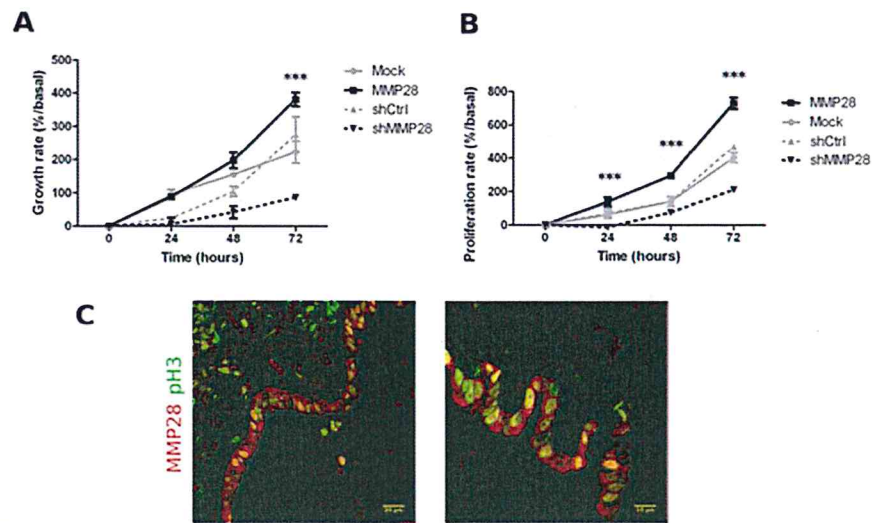 A
Growth rate (%/basal)
500
400
300
200
100
0
0 24 48 72
Time (hours)
***
Mock
MMP28
shCtrl
shMMP28
B
Proliferation rate (%/basal)
800
600
400
200
0
0 24 48 72
Time (hours)
*** *** ***
MMP28
Mock
shCtrl
shMMP28
C
MMP28 pH3